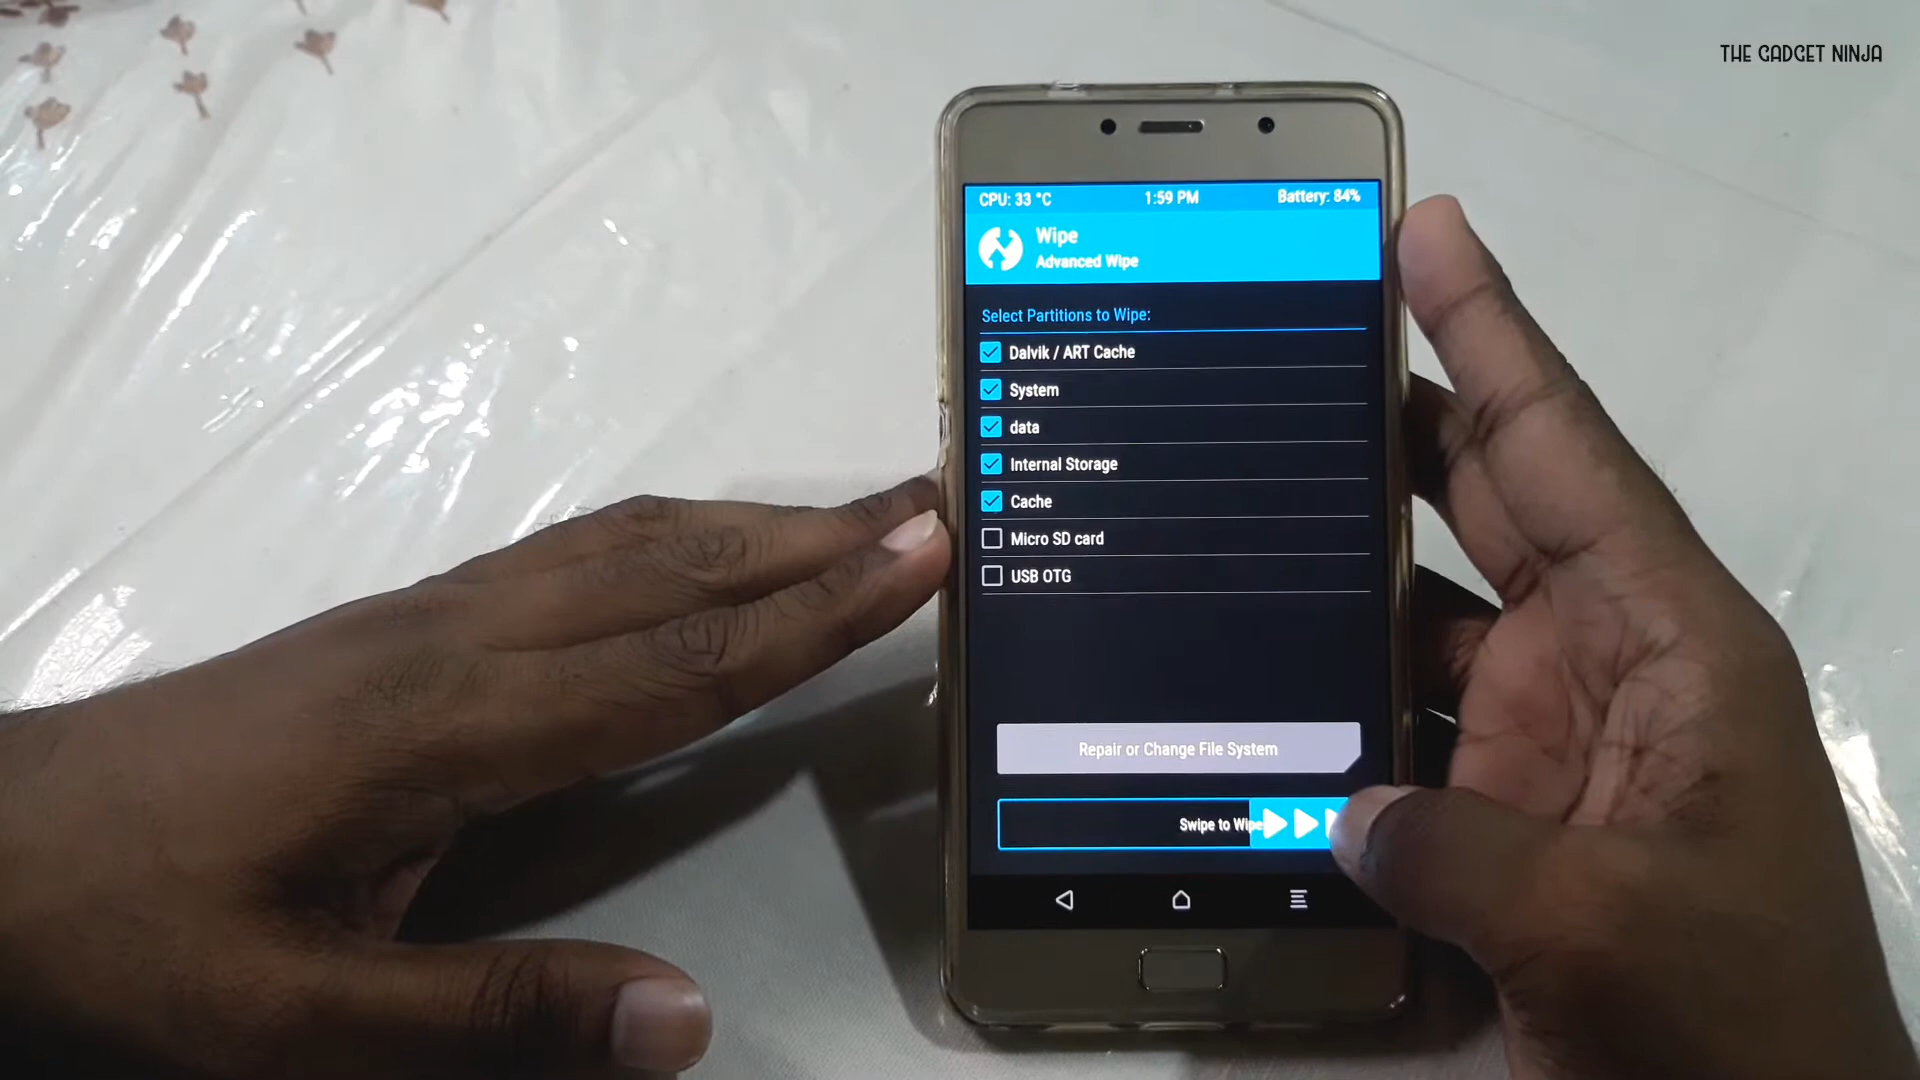 THE GADGET NINJA
CPU: 33 °C 1:59 PM Battery: 84%
Wipe
Advanced Wipe
Select Partitions to Wipe:
Dalvik / ART Cache
System
data
Internal Storage
Cache
Micro SD card
USB OTG
Repair or Change File System
Swipe to Wipe